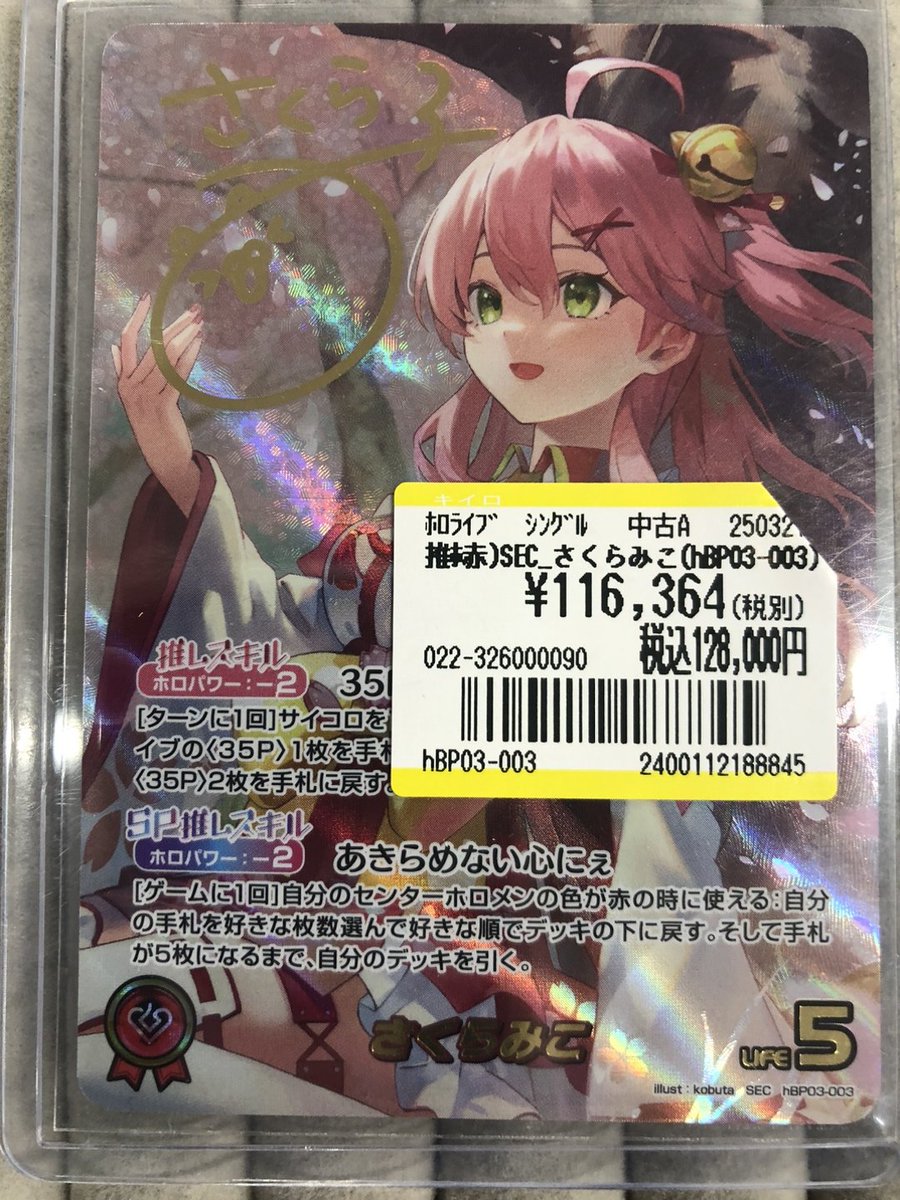 さくら
キイロ
ﾎﾛﾗｲﾌﾞ ｼﾝｸﾞﾙ 中古A 25032
推(赤)SEC_さくらみこ(hBP03-003)
¥116,364(税別)
税込128,000円
022-326000090
hBP03-003 2400112188845
推しスキル
ホロパワー:-2 35
[ターンに1回]サイコロを
イブの〈35P〉1枚を手札
〈35P〉2枚を手札に戻す。
SP推しスキル
ホロパワー:-2 あきらめない心にぇ
[ゲームに1回]自分のセンターホロメンの色が赤の時に使える:自分
の手札を好きな枚数選んで好きな順でデッキの下に戻す。そして手札
が5枚になるまで、自分のデッキを引く。
さくらみこ
LIFE 5
illust:kobuta SEC hBP03-003